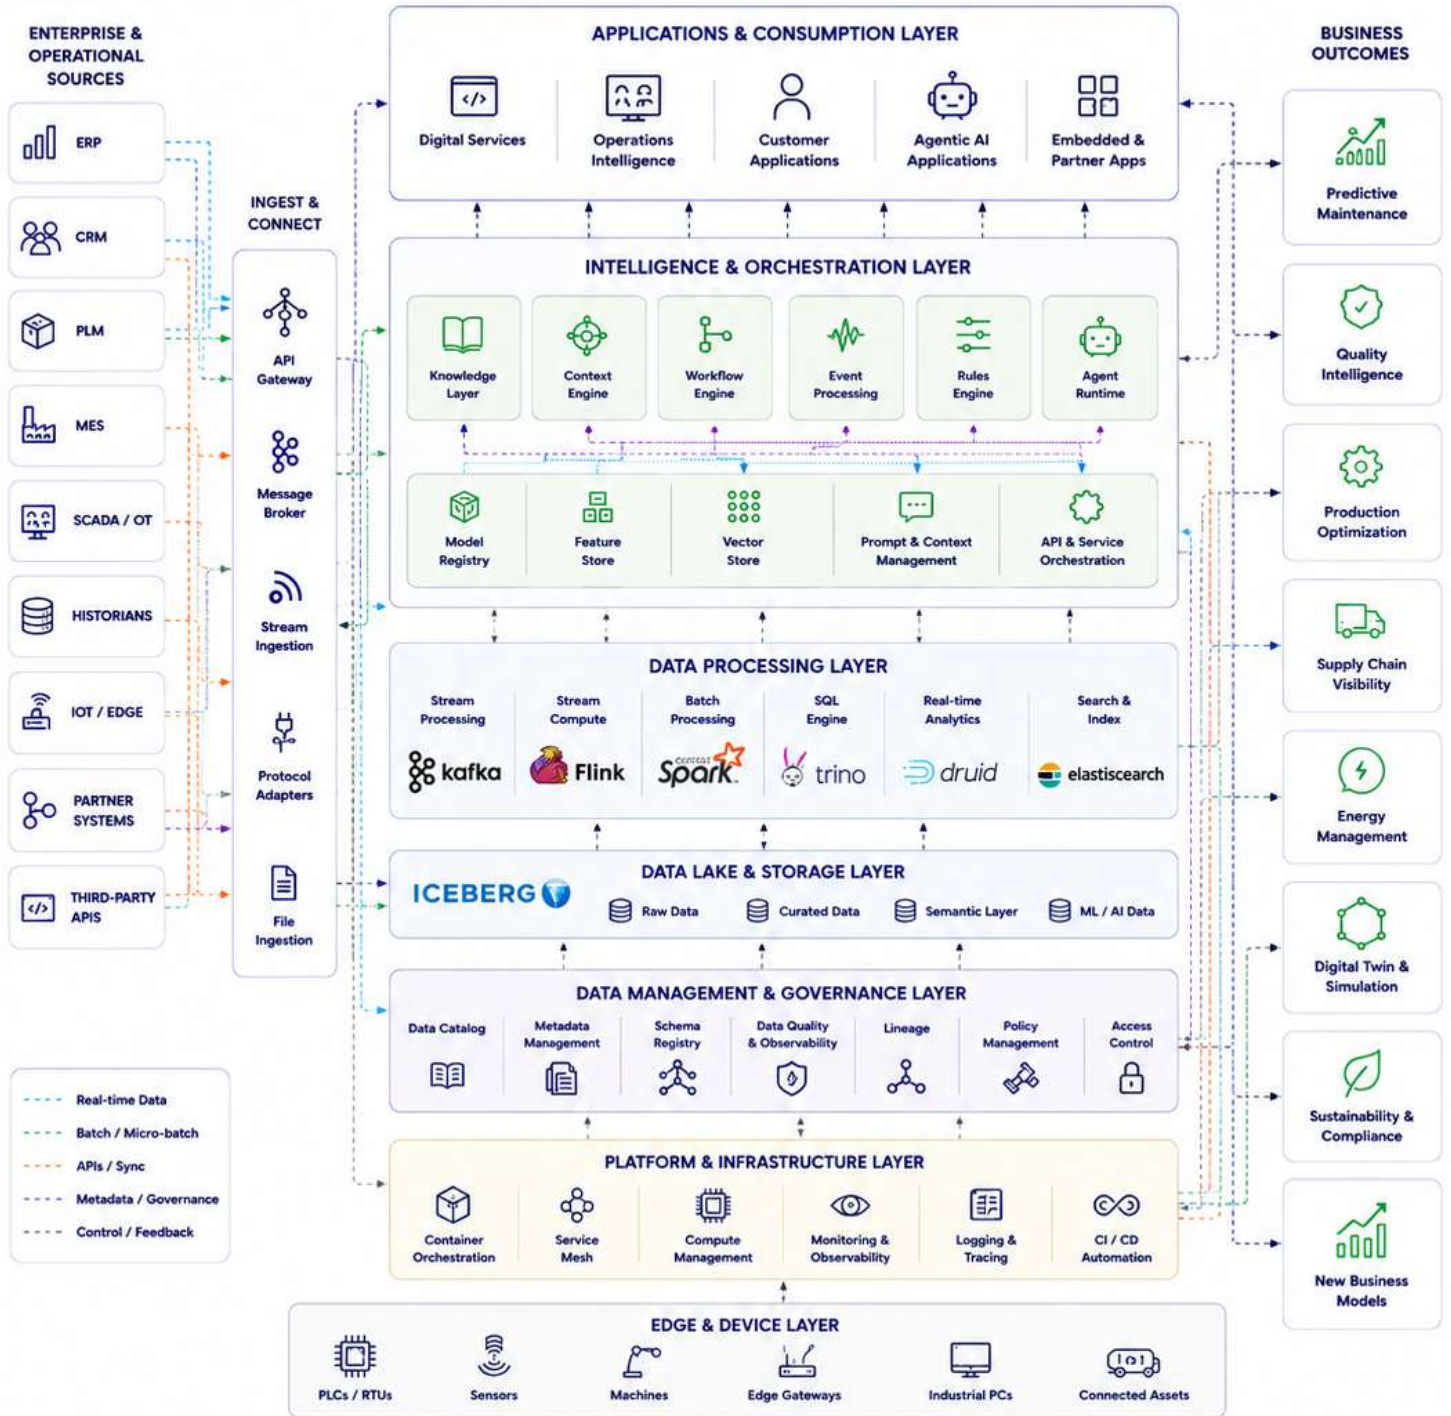 ENTERPRISE &
OPERATIONAL
SOURCES
ERP
CRM
PLM
MES
SCADA / OT
HISTORIANS
IOT / EDGE
PARTNER
SYSTEMS
THIRD-PARTY
APIS
INGEST &
CONNECT
API
Gateway
Message
Broker
Stream
Ingestion
Protocol
Adapters
File
Ingestion
APPLICATIONS & CONSUMPTION LAYER
Digital Services
Operations
Intelligence
Customer
Applications
Agentic AI
Applications
Embedded &
Partner Apps
INTELLIGENCE & ORCHESTRATION LAYER
Knowledge
Layer
Context
Engine
Workflow
Engine
Event
Processing
Rules
Engine
Agent
Runtime
Model
Registry
Feature
Store
Vector
Store
Prompt & Context
Management
API & Service
Orchestration
DATA PROCESSING LAYER
Stream
Processing
kafka
Stream
Compute
Flink
Batch
Processing
Spark
SQL
Engine
trino
Real-time
Analytics
druid
Search &
Index
elastiscearch
DATA LAKE & STORAGE LAYER
ICEBERG
Raw Data
Curated Data
Semantic Layer
ML / AI Data
DATA MANAGEMENT & GOVERNANCE LAYER
Data Catalog
Metadata
Management
Schema
Registry
Data Quality
& Observability
Lineage
Policy
Management
Access
Control
PLATFORM & INFRASTRUCTURE LAYER
Container
Orchestration
Service
Mesh
Compute
Management
Monitoring &
Observability
Logging &
Tracing
CI / CD
Automation
EDGE & DEVICE LAYER
PLCs / RTUs
Sensors
Machines
Edge Gateways
Industrial PCs
Connected Assets
BUSINESS
OUTCOMES
Predictive
Maintenance
Quality
Intelligence
Production
Optimization
Supply Chain
Visibility
Energy
Management
Digital Twin &
Simulation
Sustainability &
Compliance
New Business
Models
Real-time Data
Batch / Micro-batch
APIs / Sync
Metadata / Governance
Control / Feedback